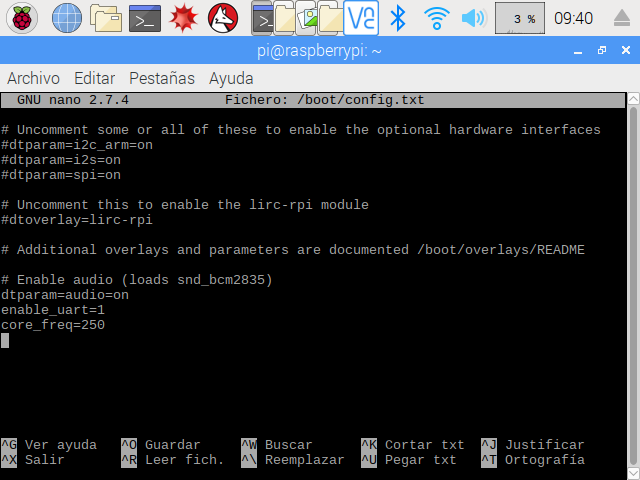 VNC
3 %
09:40
pi@raspberrypi: ~
Archivo Editar Pestañas Ayuda
GNU nano 2.7.4 Fichero: /boot/config.txt
# Uncomment some or all of these to enable the optional hardware interfaces
#dtparam=i2c_arm=on
#dtparam=i2s=on
#dtparam=spi=on
# Uncomment this to enable the lirc-rpi module
#dtoverlay=lirc-rpi
# Additional overlays and parameters are documented /boot/overlays/README
# Enable audio (loads snd_bcm2835)
dtparam=audio=on
enable_uart=1
core_freq=250
^G Ver ayuda ^O Guardar ^W Buscar ^K Cortar txt ^J Justificar
^X Salir ^R Leer fich. ^\ Reemplazar ^U Pegar txt ^T Ortografía